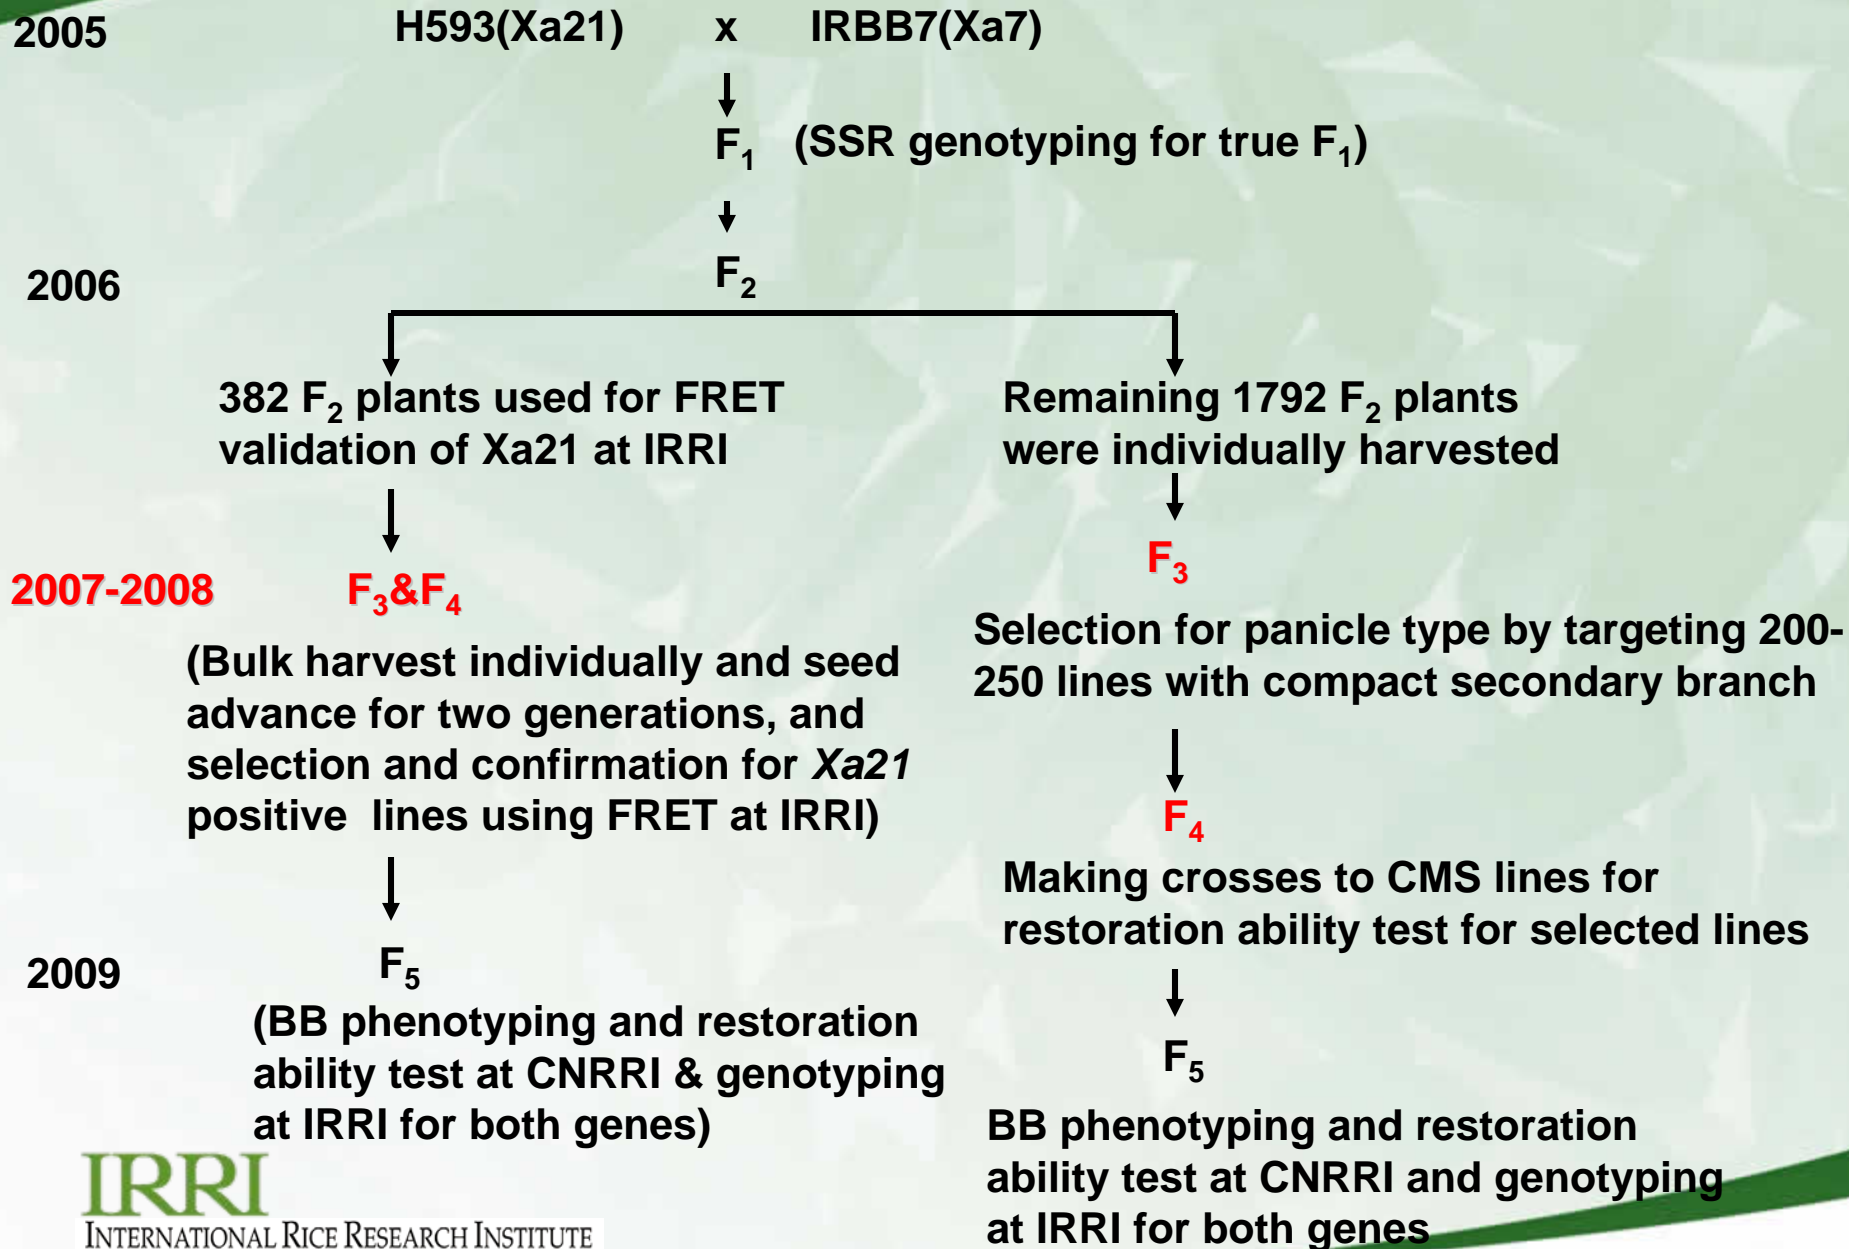 2005 H593(Xa21) x IRBB7(Xa7)
F1 (SSR genotyping for true F1)
F2
2006
382 F2 plants used for FRET
validation of Xa21 at IRRI
2007-2008 F3&F4
(Bulk harvest individually and seed
advance for two generations, and
selection and confirmation for Xa21
positive lines using FRET at IRRI)
2009 F5
(BB phenotyping and restoration
ability test at CNRRI & genotyping
at IRRI for both genes)
Remaining 1792 F2 plants
were individually harvested
F3
Selection for panicle type by targeting 200-
250 lines with compact secondary branch
F4
Making crosses to CMS lines for
restoration ability test for selected lines
F5
BB phenotyping and restoration
ability test at CNRRI and genotyping
at IRRI for both genes
IRRI
INTERNATIONAL RICE RESEARCH INSTITUTE